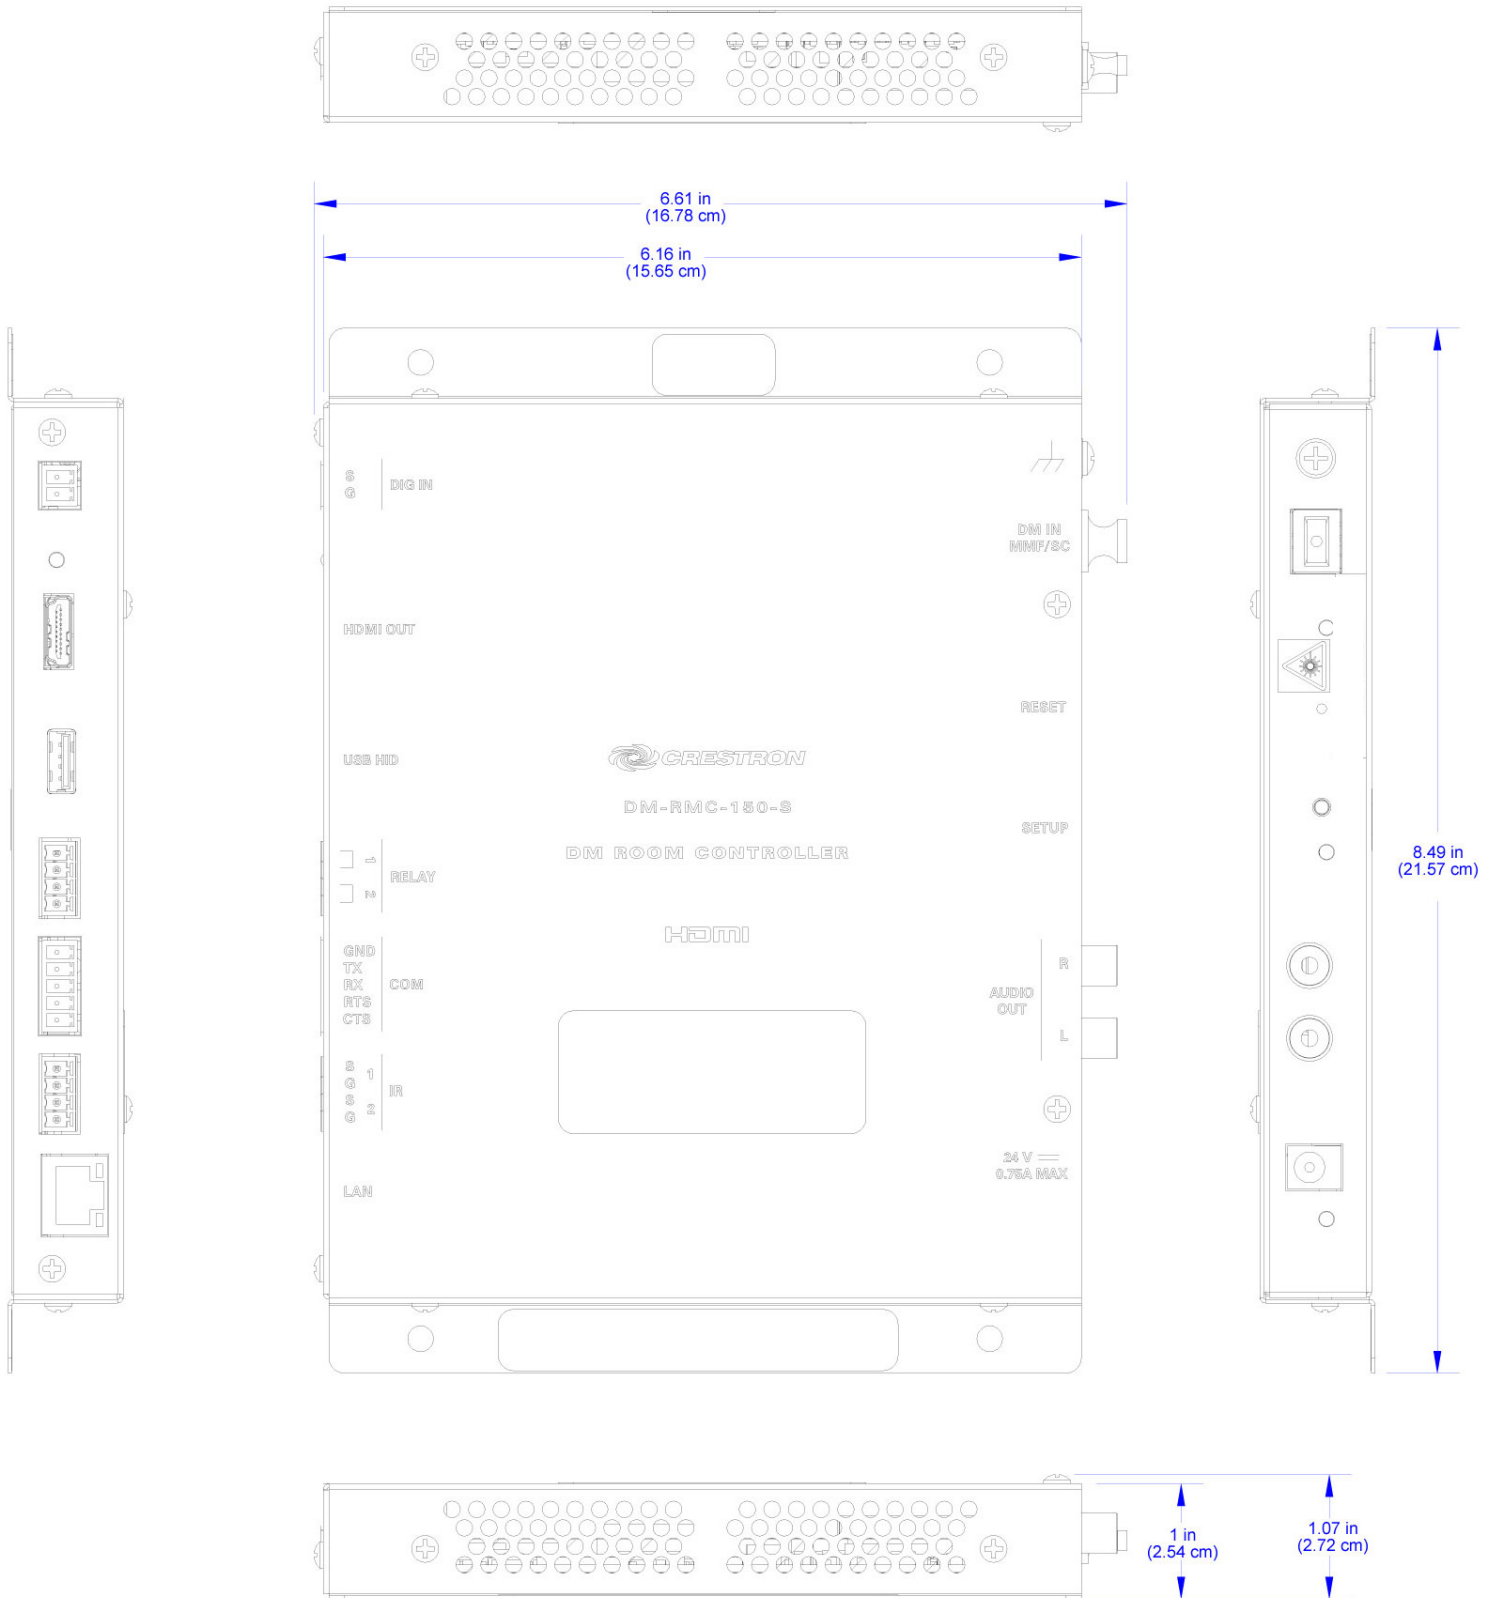 6.61 in
(16.78 cm)
6.16 in
(15.65 cm)
S
G
DIG IN
DM IN
MMF/SC
HDMI OUT
RESET
USB HID
CRESTRON
DM-RMC-150-S
SETUP
DM ROOM CONTROLLER
8.49 in
(21.57 cm)
1
2
RELAY
HDMI
GND
TX
RX
RTS
CTS
COM
R
AUDIO
OUT
L
S
G
S
G
1
2
IR
24 V
0.75A MAX
LAN
1 in
(2.54 cm)
1.07 in
(2.72 cm)